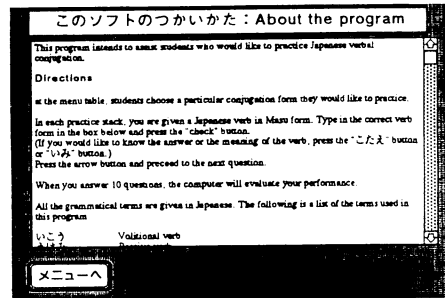 このソフトのつかいかた：About the program
This program intends to assist students who would like to practice Japanese verbal
conjugation.
Directions
at the menu table, students choose a particular conjugation form they would like to practice.
In each practice stack, you are given a Japanese verb in Masu form. Type in the correct verb
form in the box below and press the "check" button.
(If you would like to know the answer or the meaning of the verb, press the "こたえ" button
or "いみ" button.)
Press the arrow button and preceed to the next question.
When you answer 10 questions, the computer will evaluate your performance.
All the grammatical terms are given in Japanese. The following is a list of the terms used in
this program
いこう Volitional verb
メニューへ